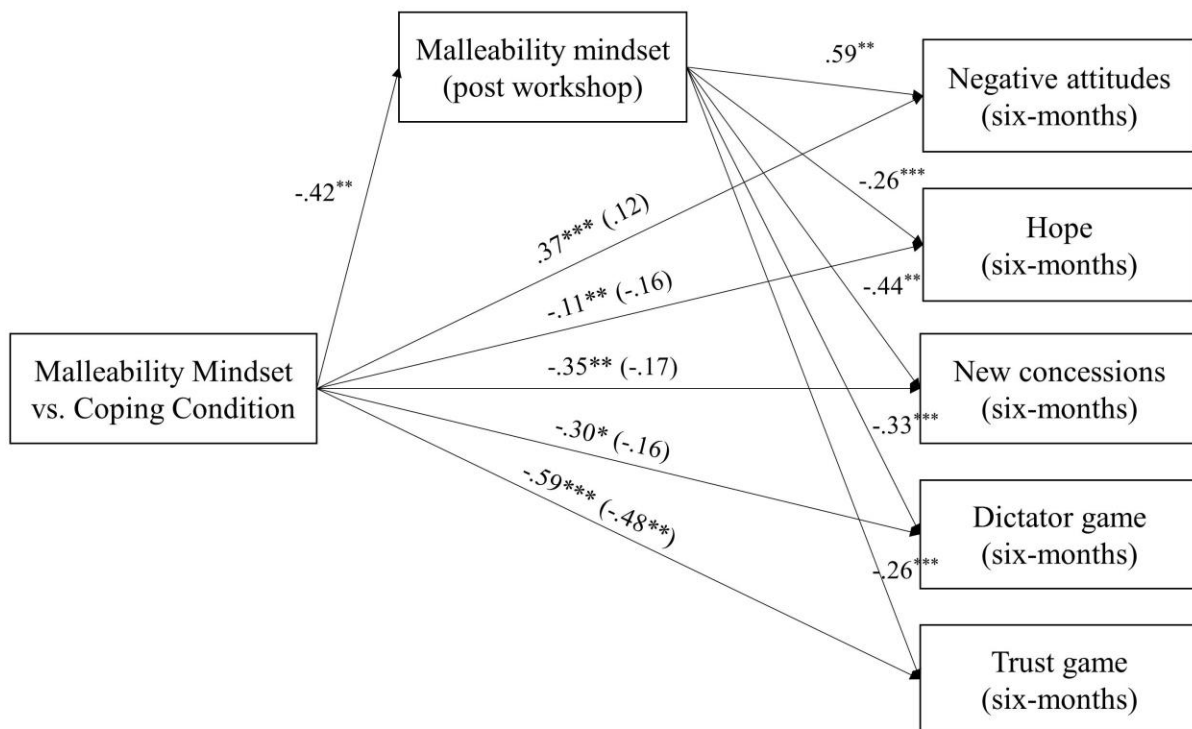 Malleability mindset
(post workshop)
.59**
Negative attitudes
(six-months)
-.42**
-.26***
.37*** (.12)
Hope
(six-months)
-.11** (-.16)
-.44**
Malleability Mindset
vs. Coping Condition
-.35** (-.17)
New concessions
(six-months)
-.33***
-.30* (-.16)
-.59*** (-.48**)
Dictator game
(six-months)
-.26***
Trust game
(six-months)